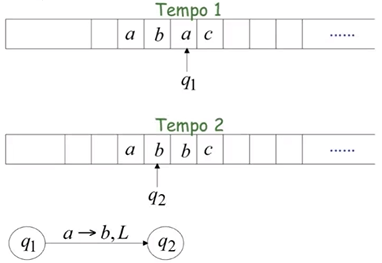 Tempo 1
a b a c ......
q₁
Tempo 2
a b b c ......
q₂
q₁ a → b, L q₂